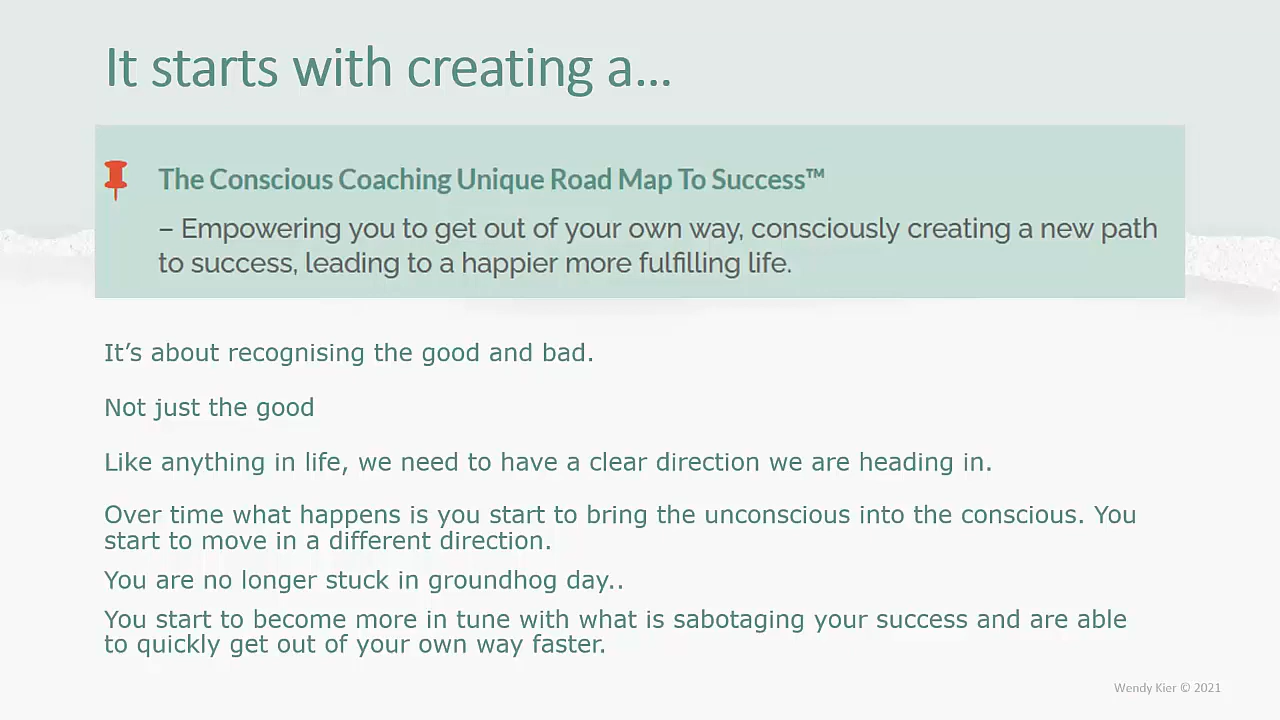 It starts with creating a...
The Conscious Coaching Unique Road Map To Success™
– Empowering you to get out of your own way, consciously creating a new path
to success, leading to a happier more fulfilling life.
It’s about recognising the good and bad.
Not just the good
Like anything in life, we need to have a clear direction we are heading in.
Over time what happens is you start to bring the unconscious into the conscious. You
start to move in a different direction.
You are no longer stuck in groundhog day..
You start to become more in tune with what is sabotaging your success and are able
to quickly get out of your own way faster.
Wendy Kier © 2021